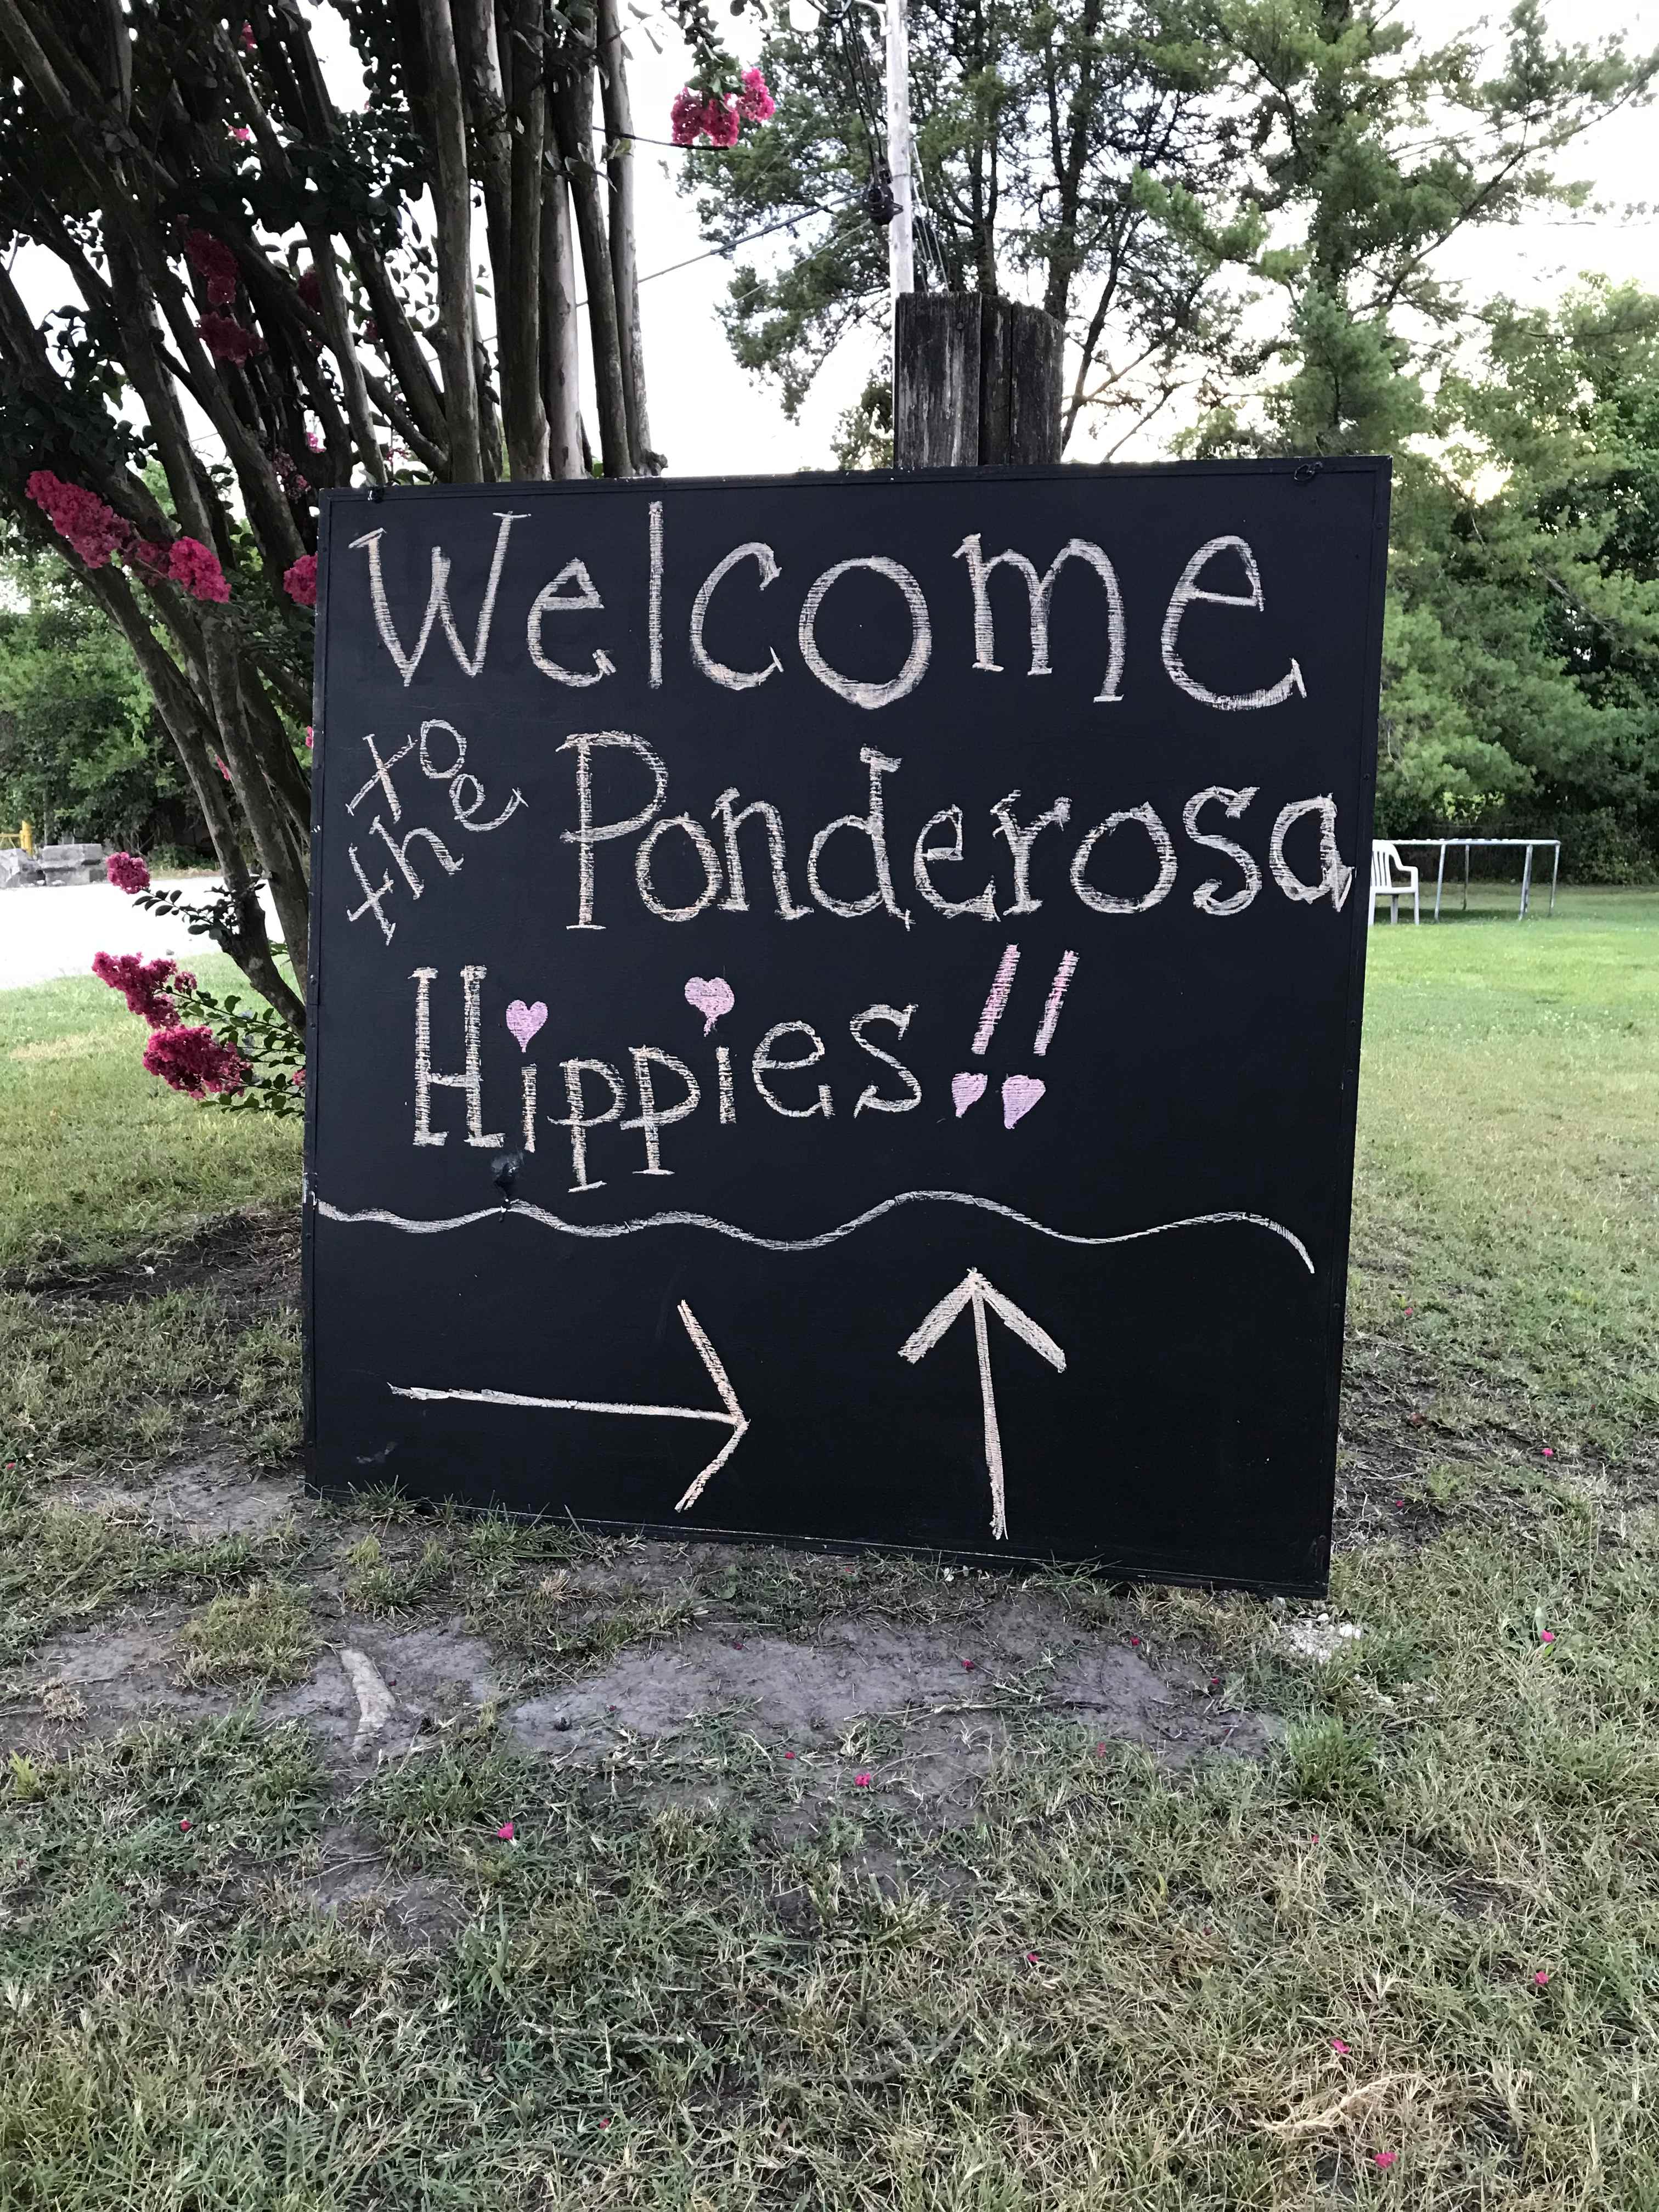 Welcome
to the Ponderosa
Hippies!!